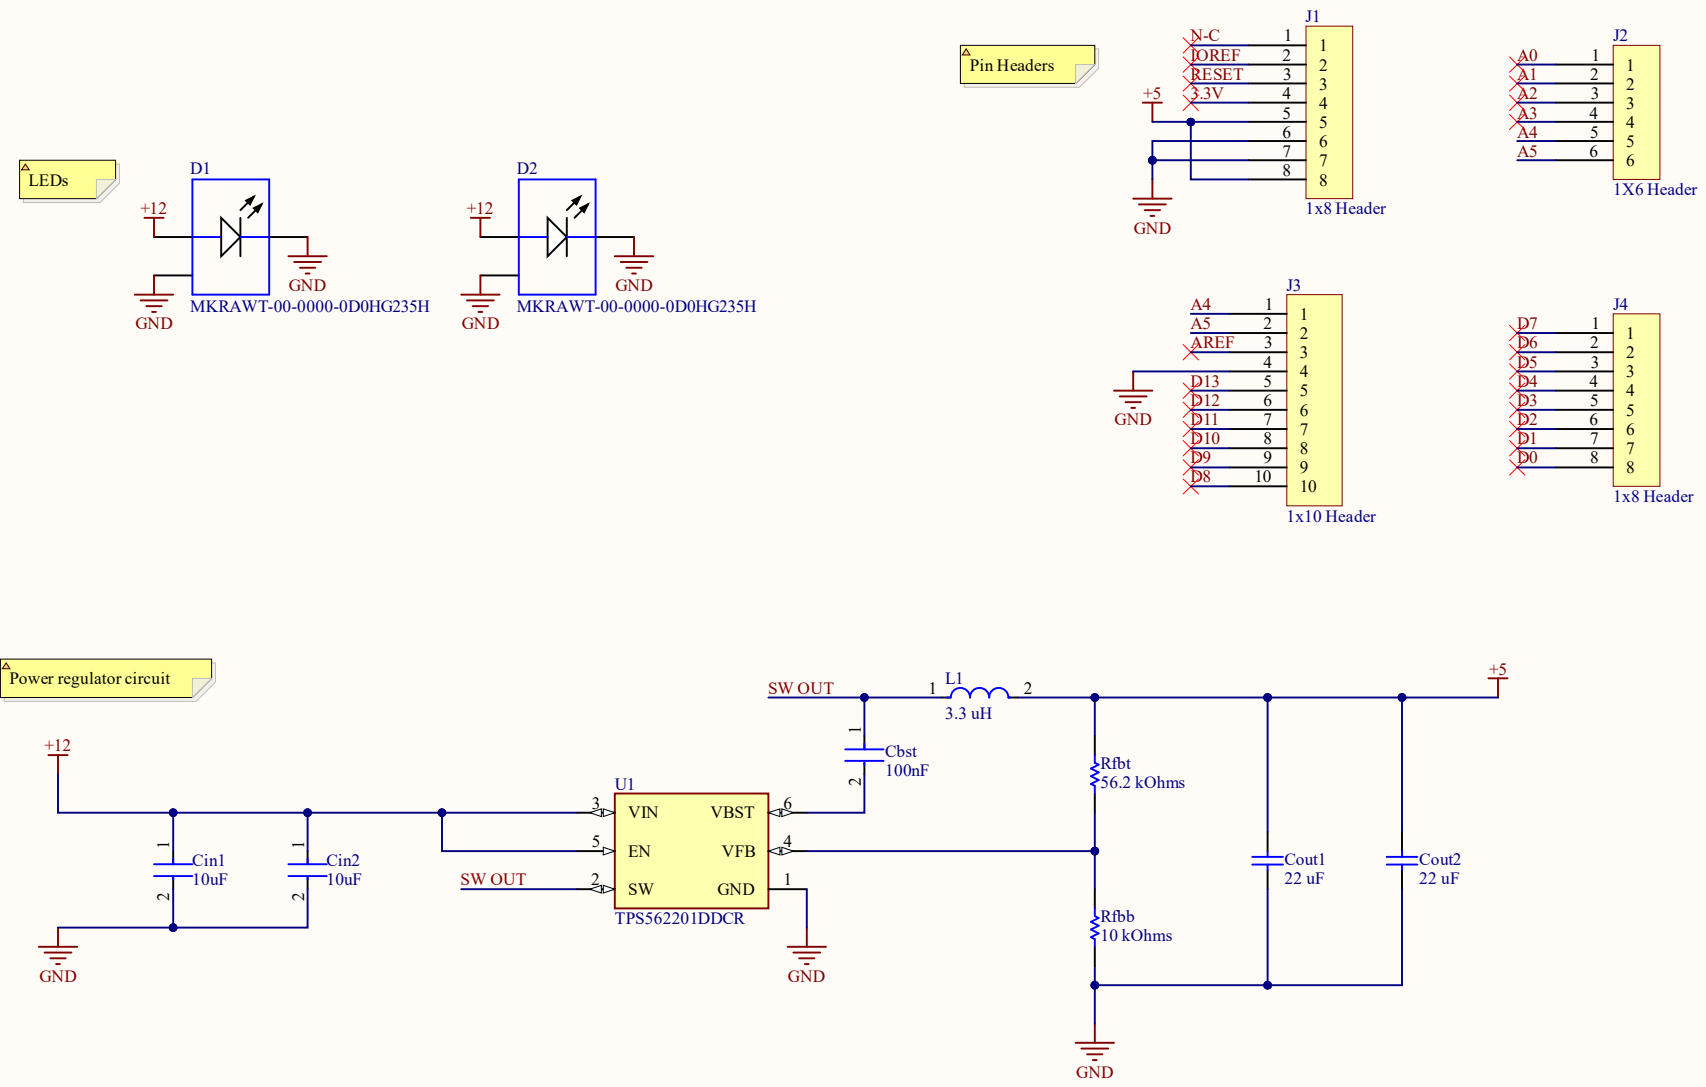 LEDs
D1
+12
GND
GND
MKRAWT-00-0000-0D0HG235H
D2
+12
GND
GND
MKRAWT-00-0000-0D0HG235H
Pin Headers
J1
N-C 1 1
IOREF 2 2
RESET 3 3
3.3V 4 4
+5
5 5
6 6
7 7
8 8
GND
1x8 Header
J2
A0 1 1
A1 2 2
A2 3 3
A3 4 4
A4 5 5
A5 6 6
1X6 Header
J3
A4 1 1
A5 2 2
AREF 3 3
4 4
GND
D13 5 5
D12 6 6
D11 7 7
D10 8 8
D9 9 9
D8 10 10
1x10 Header
J4
D7 1 1
D6 2 2
D5 3 3
D4 4 4
D3 5 5
D2 6 6
D1 7 7
D0 8 8
1x8 Header
Power regulator circuit
+12
1
2
Cin1
10uF
1
2
Cin2
10uF
GND
SW OUT
U1
3 VIN
5 EN
2 SW
VBST 6
VFB 4
GND 1
TPS562201DDCR
GND
SW OUT
1
2
Cbst
100nF
L1
1 2
3.3 uH
Rfbt
56.2 kOhms
Rfbb
10 kOhms
GND
Cout1
22 uF
Cout2
22 uF
+5